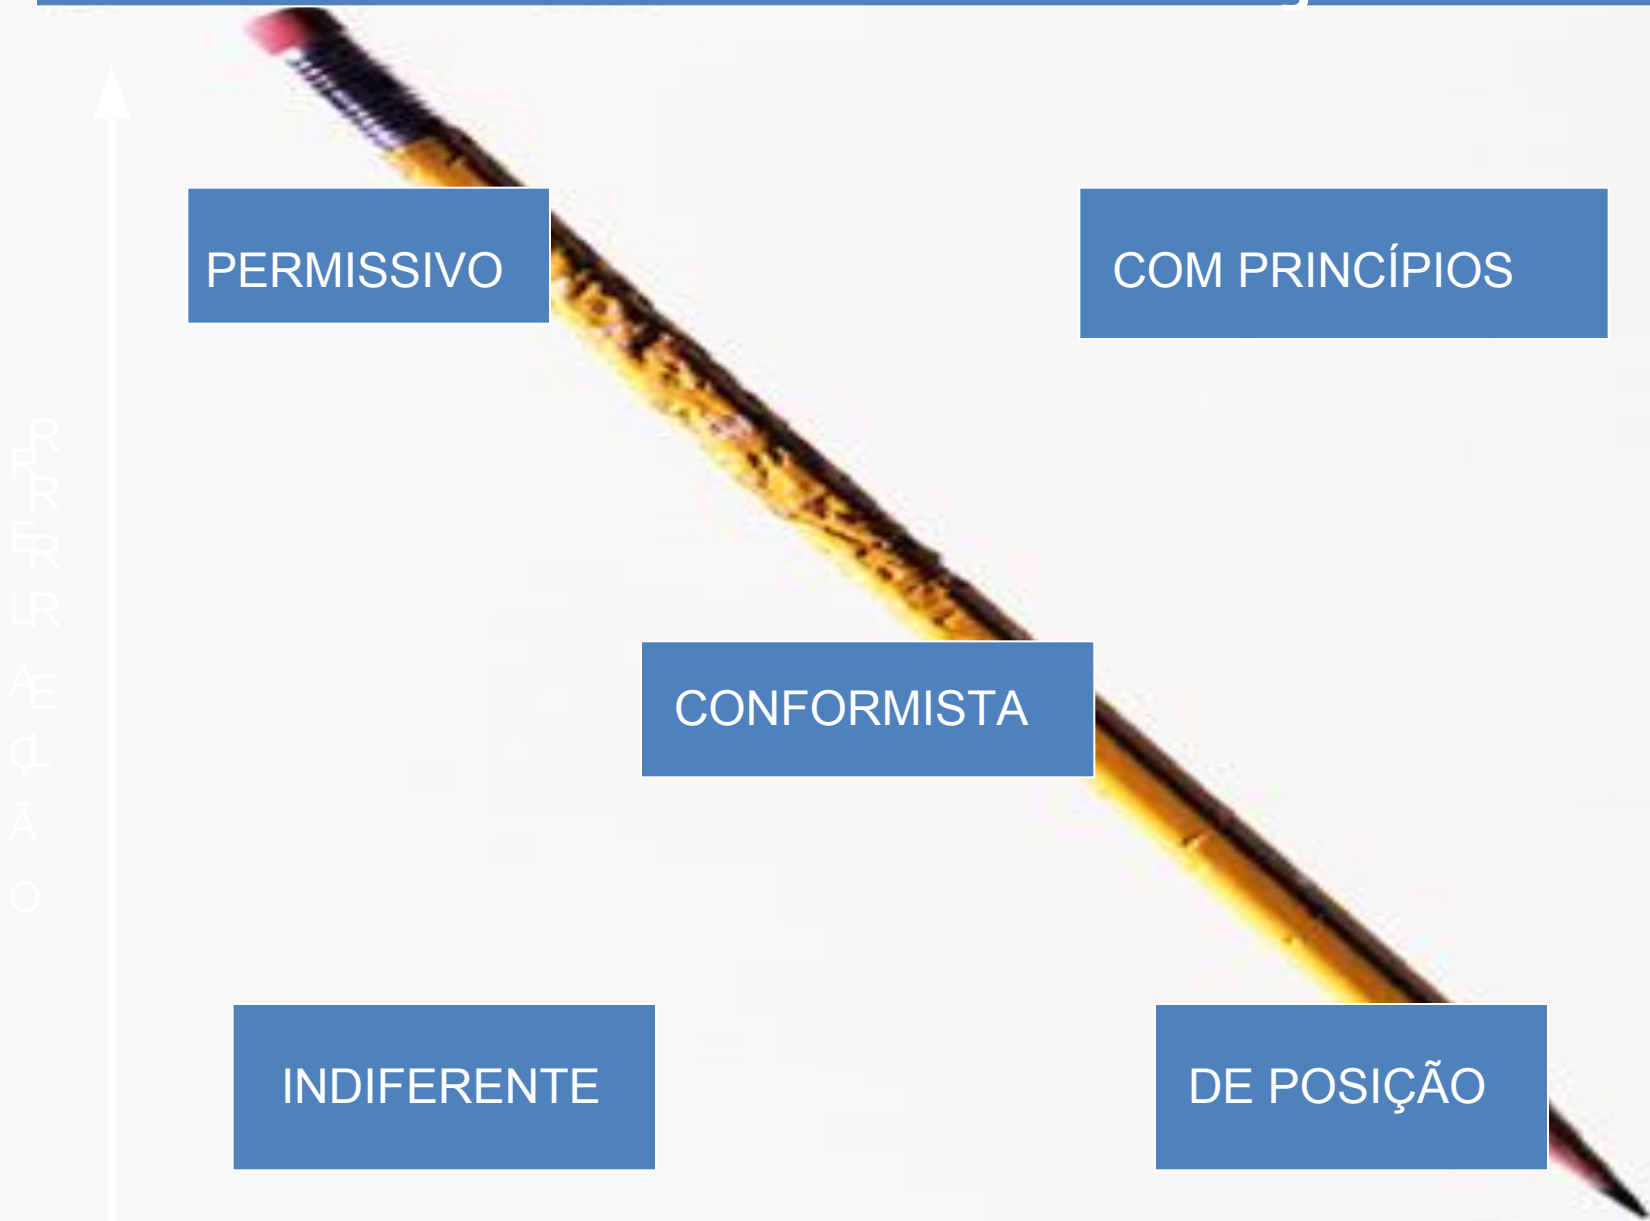 PERMISSIVO
COM PRINCÍPIOS
R
R
R
R
E
L
R
E
L
A
Ç
Ã
O
CONFORMISTA
INDIFERENTE
DE POSIÇÃO